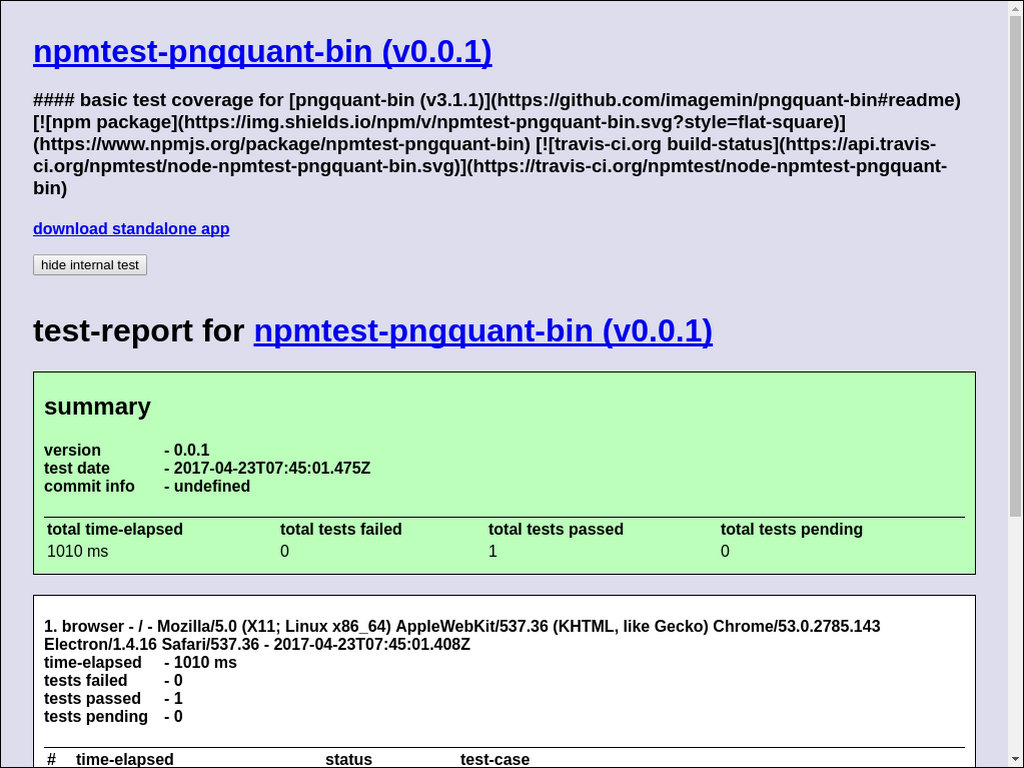 npmtest-pngquant-bin (v0.0.1)
#### basic test coverage for [pngquant-bin (v3.1.1)](https://github.com/imagemin/pngquant-bin#readme)
[![npm package](https://img.shields.io/npm/v/npmtest-pngquant-bin.svg?style=flat-square)]
(https://www.npmjs.org/package/npmtest-pngquant-bin) [![travis-ci.org build-status](https://api.travis-
ci.org/npmtest/node-npmtest-pngquant-bin.svg)](https://travis-ci.org/npmtest/node-npmtest-pngquant-
bin)
download standalone app
hide internal test
test-report for npmtest-pngquant-bin (v0.0.1)
summary
version - 0.0.1
test date - 2017-04-23T07:45:01.475Z
commit info - undefined
total time-elapsed total tests failed total tests passed total tests pending
1010 ms 0 1 0
1. browser - / - Mozilla/5.0 (X11; Linux x86_64) AppleWebKit/537.36 (KHTML, like Gecko) Chrome/53.0.2785.143
Electron/1.4.16 Safari/537.36 - 2017-04-23T07:45:01.408Z
time-elapsed - 1010 ms
tests failed - 0
tests passed - 1
tests pending - 0
# time-elapsed status test-case